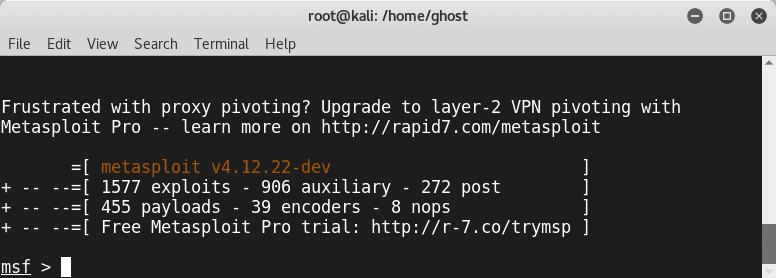 root@kali: /home/ghost
File Edit View Search Terminal Help
Frustrated with proxy pivoting? Upgrade to layer-2 VPN pivoting with
Metasploit Pro -- learn more on http://rapid7.com/metasploit
=[ metasploit v4.12.22-dev ]
+ -- --=[ 1577 exploits - 906 auxiliary - 272 post ]
+ -- --=[ 455 payloads - 39 encoders - 8 nops ]
+ -- --=[ Free Metasploit Pro trial: http://r-7.co/trymsp ]
msf >